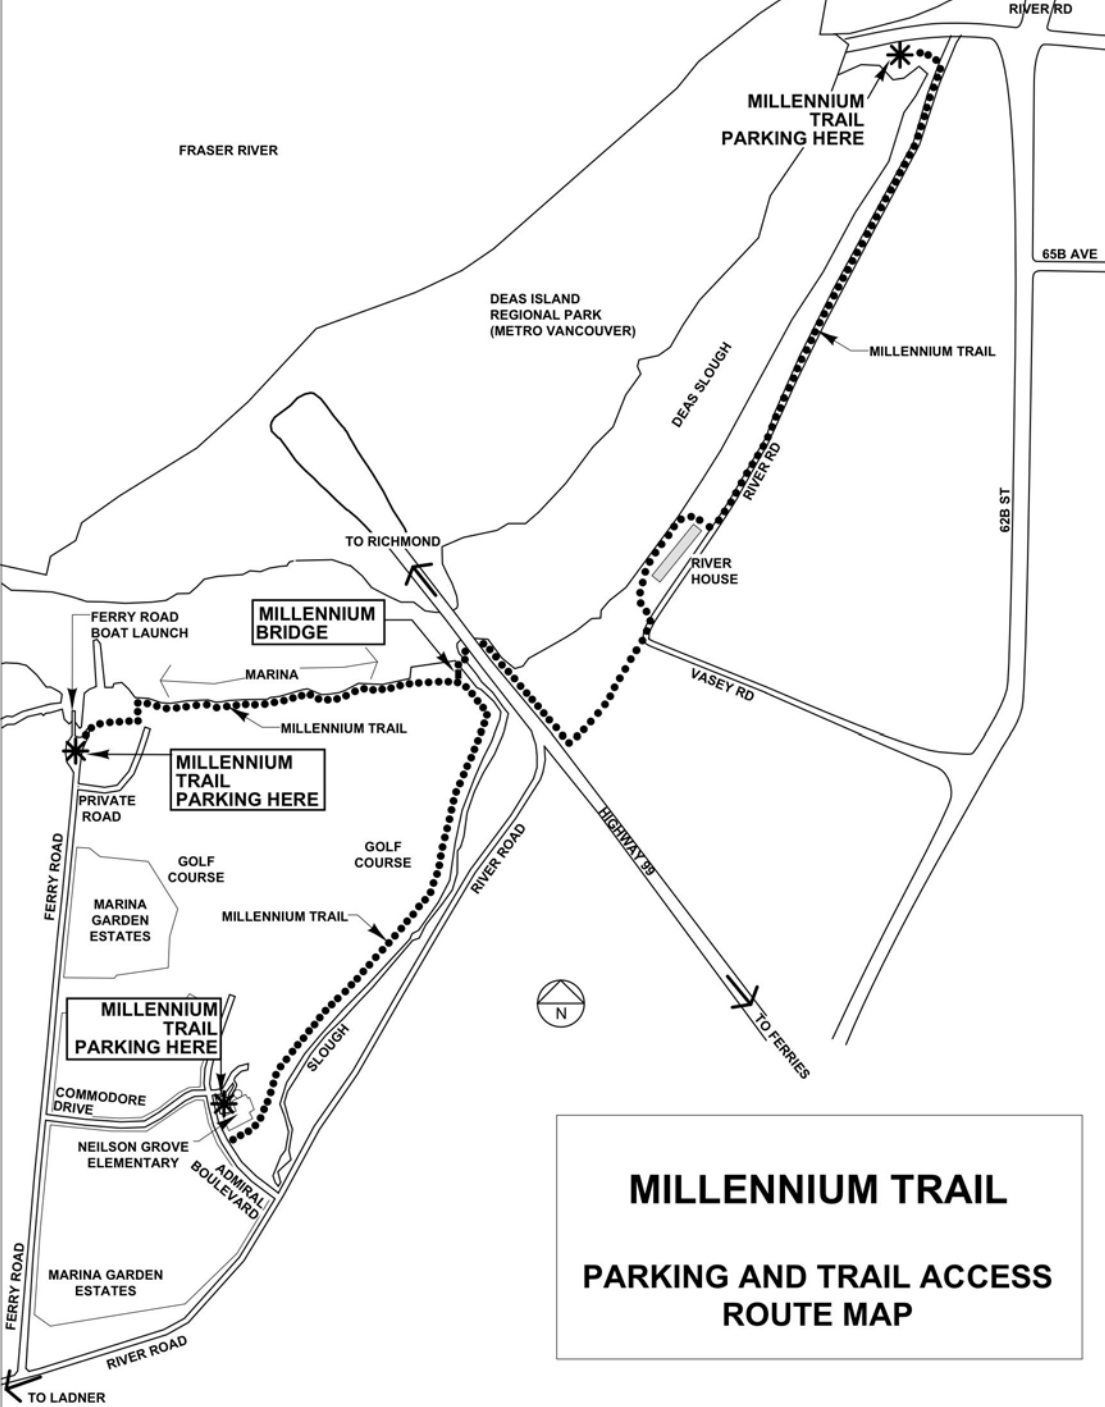 RIVER RD
MILLENNIUM
TRAIL
PARKING HERE
FRASER RIVER
65B AVE
DEAS ISLAND
REGIONAL PARK
(METRO VANCOUVER)
MILLENNIUM TRAIL
DEAS SLOUGH
RIVER RD
62B ST
TO RICHMOND
RIVER
HOUSE
FERRY ROAD
BOAT LAUNCH
MILLENNIUM
BRIDGE
MARINA
VASEY RD
MILLENNIUM TRAIL
MILLENNIUM
TRAIL
PARKING HERE
PRIVATE
ROAD
HIGHWAY 99
GOLF
COURSE
GOLF
COURSE
RIVER ROAD
FERRY ROAD
MARINA
GARDEN
ESTATES
MILLENNIUM TRAIL
MILLENNIUM
TRAIL
PARKING HERE
N
SLOUGH
TO FERRIES
COMMODORE
DRIVE
NEILSON GROVE
ELEMENTARY
ADMIRAL
BOULEVARD
MILLENNIUM TRAIL
PARKING AND TRAIL ACCESS
ROUTE MAP
MARINA GARDEN
ESTATES
FERRY ROAD
RIVER ROAD
TO LADNER